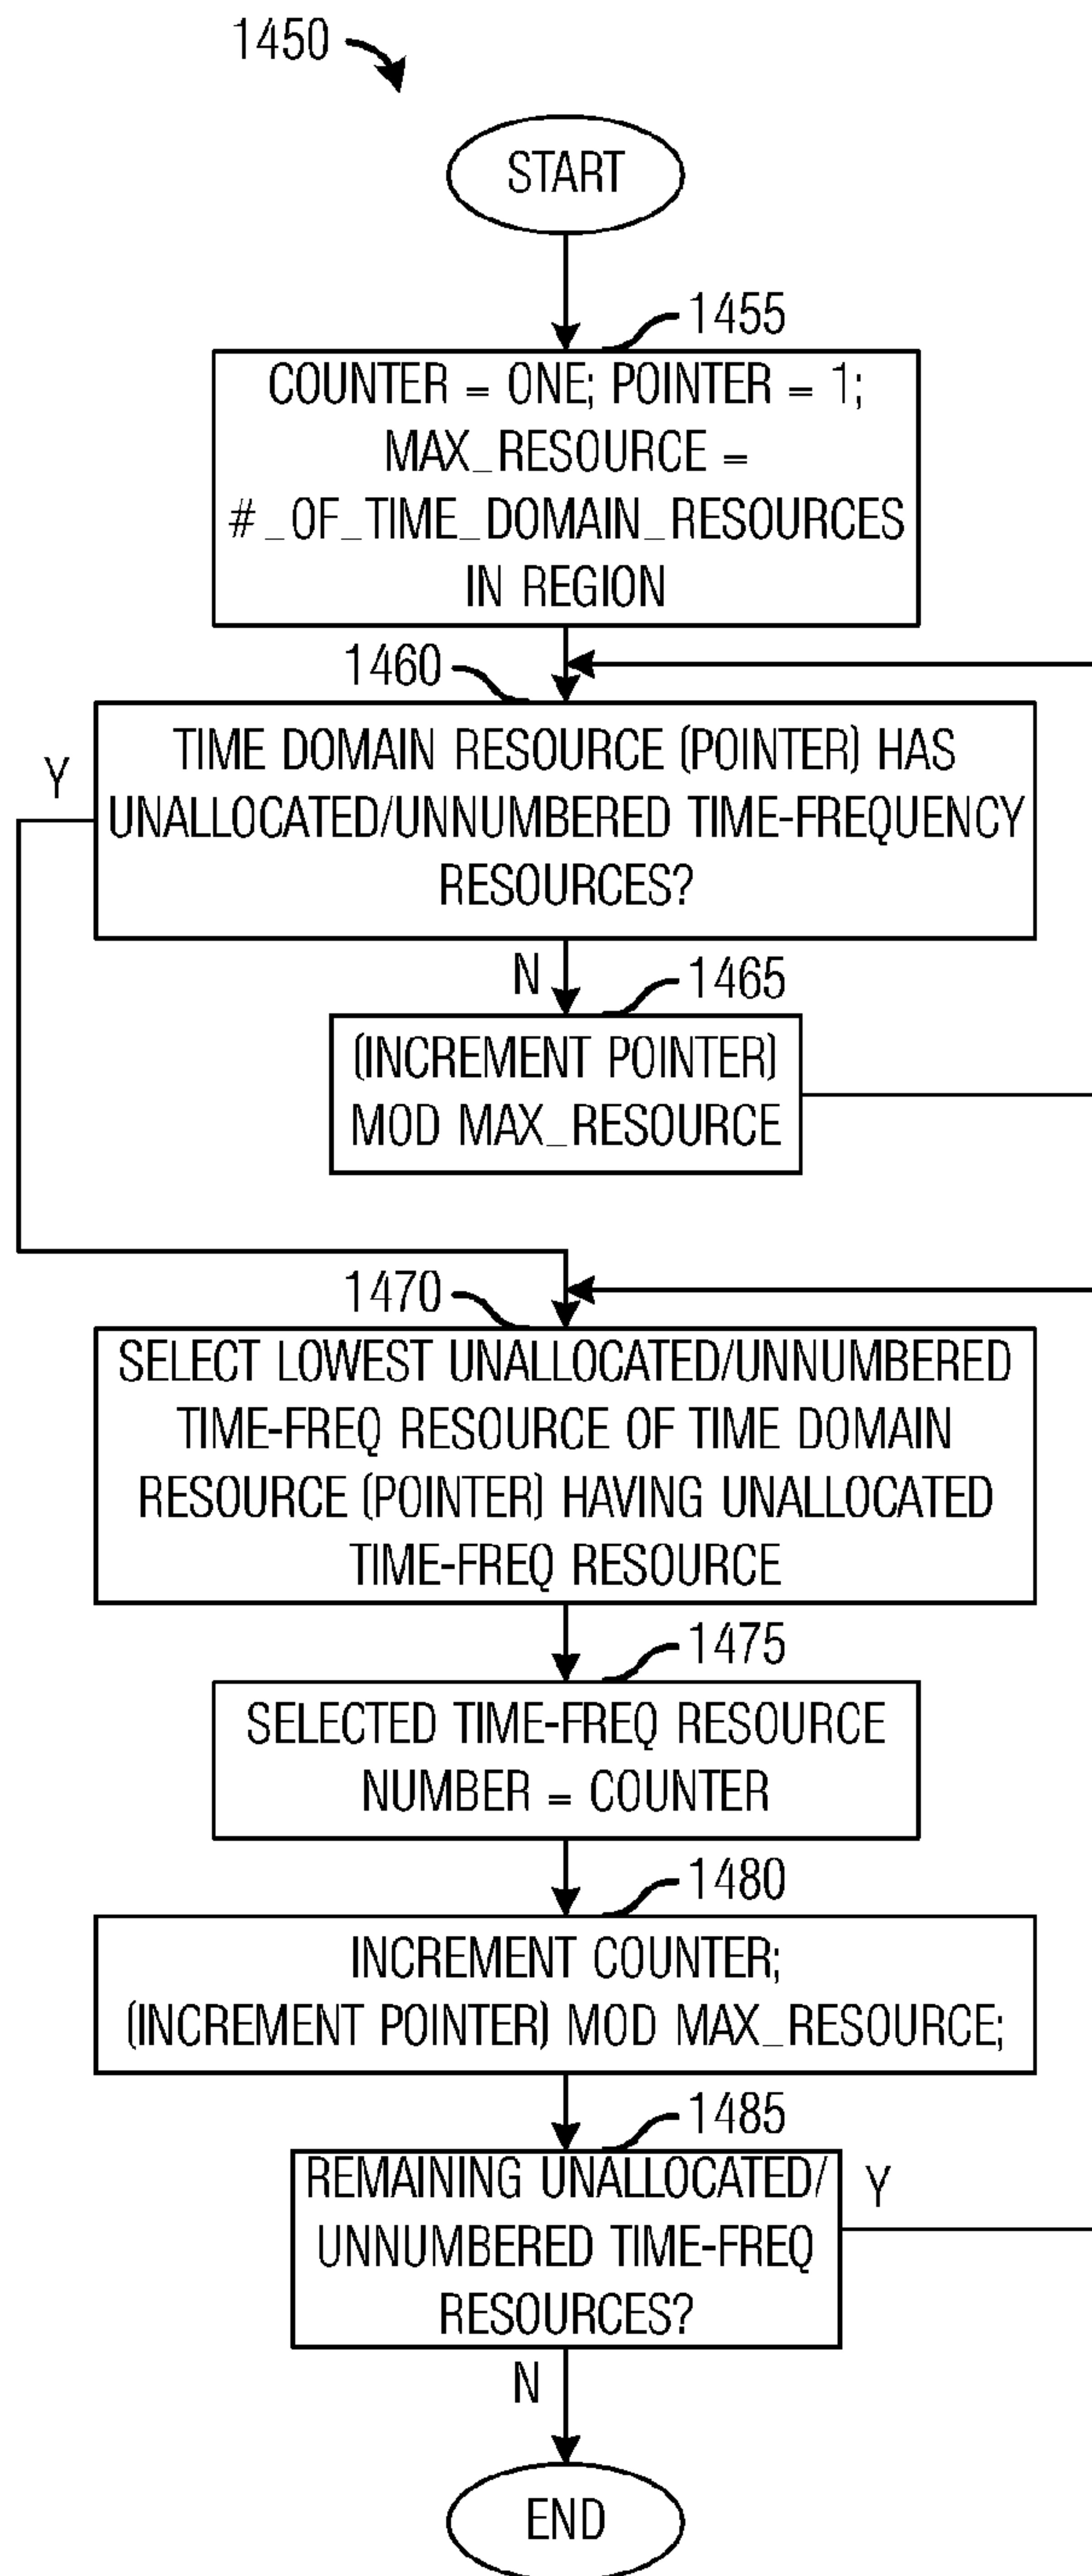 1450
START
1455
COUNTER = ONE; POINTER = 1;
MAX_RESOURCE =
#_OF_TIME_DOMAIN_RESOURCES
IN REGION
1460
TIME DOMAIN RESOURCE (POINTER) HAS
UNALLOCATED/UNNUMBERED TIME-FREQUENCY
RESOURCES?
Y
N
1465
(INCREMENT POINTER)
MOD MAX_RESOURCE
1470
SELECT LOWEST UNALLOCATED/UNNUMBERED
TIME-FREQ RESOURCE OF TIME DOMAIN
RESOURCE (POINTER) HAVING UNALLOCATED
TIME-FREQ RESOURCE
1475
SELECTED TIME-FREQ RESOURCE
NUMBER = COUNTER
1480
INCREMENT COUNTER;
(INCREMENT POINTER) MOD MAX_RESOURCE;
1485
REMAINING UNALLOCATED/
UNNUMBERED TIME-FREQ
RESOURCES?
Y
N
END